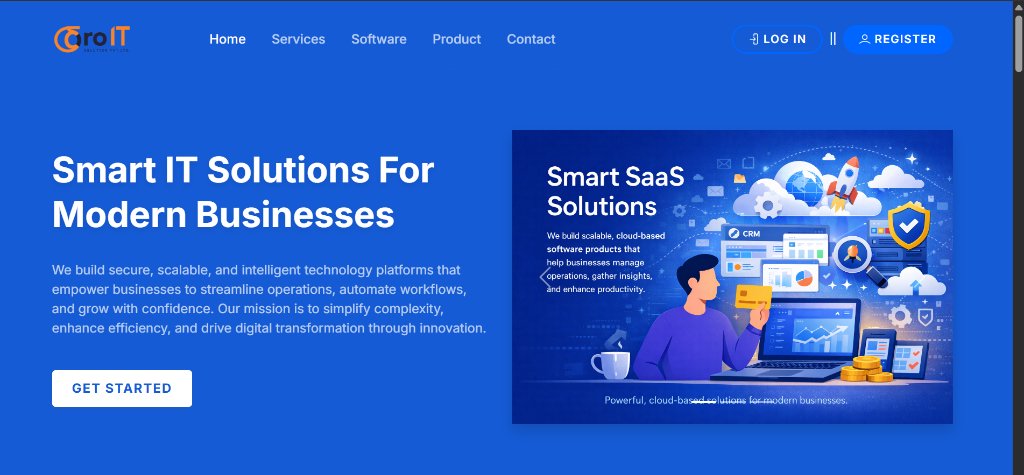 ro IT
Home
Services
Software
Product
Contact
LOG IN
||
REGISTER
Smart IT Solutions For
Modern Businesses
We build secure, scalable, and intelligent technology platforms that
empower businesses to streamline operations, automate workflows,
and grow with confidence. Our mission is to simplify complexity,
enhance efficiency, and drive digital transformation through innovation.
GET STARTED
Smart SaaS
Solutions
We build scalable, cloud-based
software products that
help businesses manage
operations, gather insights,
and enhance productivity.
CRM
Powerful, cloud-based solutions for modern businesses.